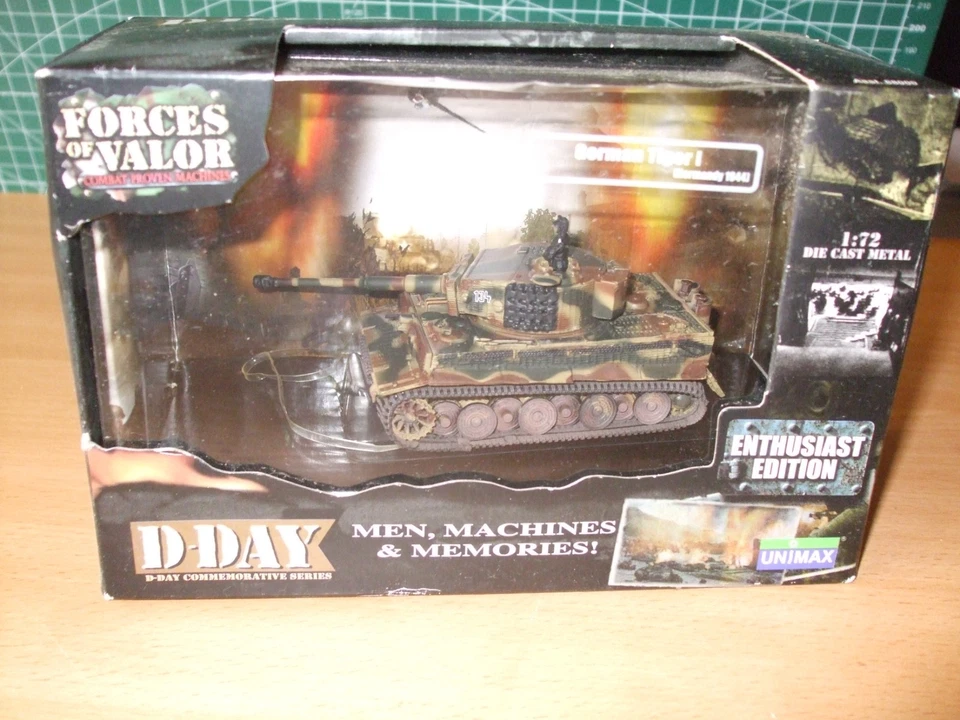 FORCES
OF VALOR
COMBAT PROVEN MACHINES
German Tiger I
(Normandy 1944)
1:72
DIE CAST METAL
ENTHUSIAST
EDITION
D-DAY
D-DAY COMMEMORATIVE SERIES
MEN, MACHINES
& MEMORIES!
UNIMAX